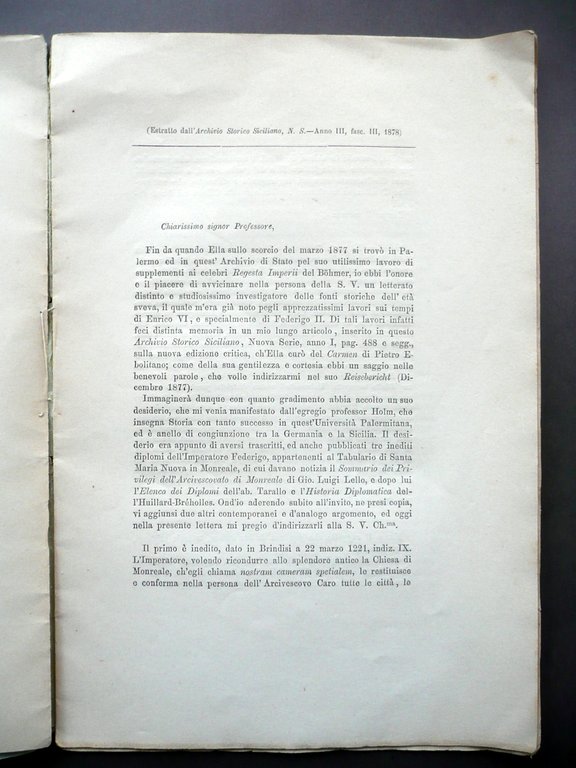 (Estratto dall'Archivio Storico Siciliano, N. S.—Anno III, fasc. III, 1878)
Chiarissimo signor Professore,
Fin da quando Ella sullo scorcio del marzo 1877 si trovò in Pa-
lermo ed in quest' Archivio di Stato pel suo utilissimo lavoro di
supplementi ai celebri Regesta Imperii del Böhmer, io ebbi l'onore
e il piacere di avvicinare nella persona della S. V. un letterato
distinto e studiosissimo investigatore delle fonti storiche dell' età
sveva, il quale m'era già noto pegli apprezzatissimi lavori sui tempi
di Enrico VI, e specialmente di Federigo II. Di tali lavori infatti
feci distinta memoria in un mio lungo articolo, inserito in questo
Archivio Storico Siciliano, Nuova Serie, anno I, pag. 488 e segg.,
sulla nuova edizione critica, ch'Ella curò del Carmen di Pietro E-
bolitano; come della sua gentilezza e cortesia ebbi un saggio nelle
benevoli parole, che volle indirizzarmi nel suo Reisebericht (Di-
cembre 1877).
Immaginerà dunque con quanto gradimento abbia accolto un suo
desiderio, che mi venia manifestato dall'egregio professor Holm, che
insegna Storia con tanto successo in quest'Università Palermitana,
ed è anello di congiunzione tra la Germania e la Sicilia. Il desi-
derio era appunto di aversi trascritti, ed anche pubblicati tre inediti
diplomi dell'Imperatore Federigo, appartenenti al Tabulario di Santa
Maria Nuova in Monreale, di cui davano notizia il Sommario dei Pri-
vilegi dell'Arcivescovato di Monreale di Gio. Luigi Lello, e dopo lui
l'Elenco dei Diplomi dell'ab. Tarallo e l'Historia Diplomatica del-
l'Huillard-Bréholles. Ond'io aderendo subito all'invito, ne presi copia,
vi aggiunsi due altri contemporanei e d'analogo argomento, ed oggi
nella presente lettera mi pregio d'indirizzarli alla S. V. Ch.ma.
Il primo è inedito, dato in Brindisi a 22 marzo 1221, indiz. IX.
L'Imperatore, volendo ricondurre allo splendore antico la Chiesa di
Monreale, ch'egli chiama nostram cameram spetialem, le restituisce
e conferma nella persona dell' Arcivescovo Caro tutte le città, le